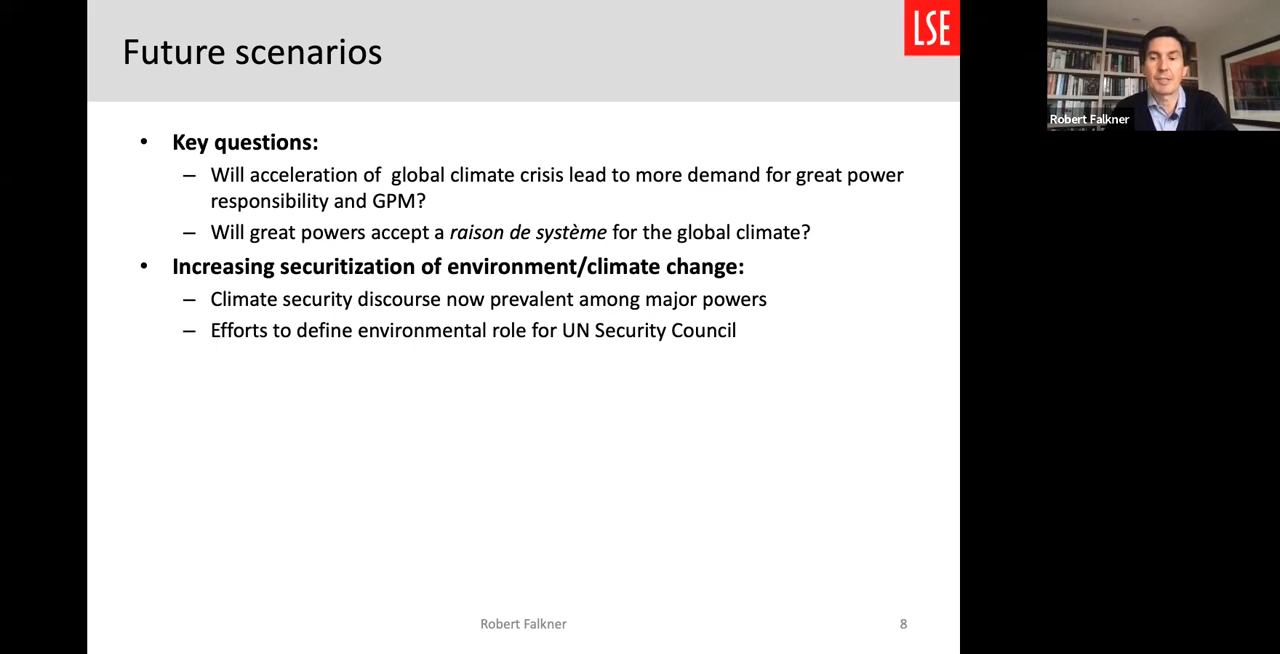 Future scenarios
LSE
Robert Falkner
• Key questions:
– Will acceleration of global climate crisis lead to more demand for great power
responsibility and GPM?
– Will great powers accept a raison de système for the global climate?
• Increasing securitization of environment/climate change:
– Climate security discourse now prevalent among major powers
– Efforts to define environmental role for UN Security Council
Robert Falkner
8